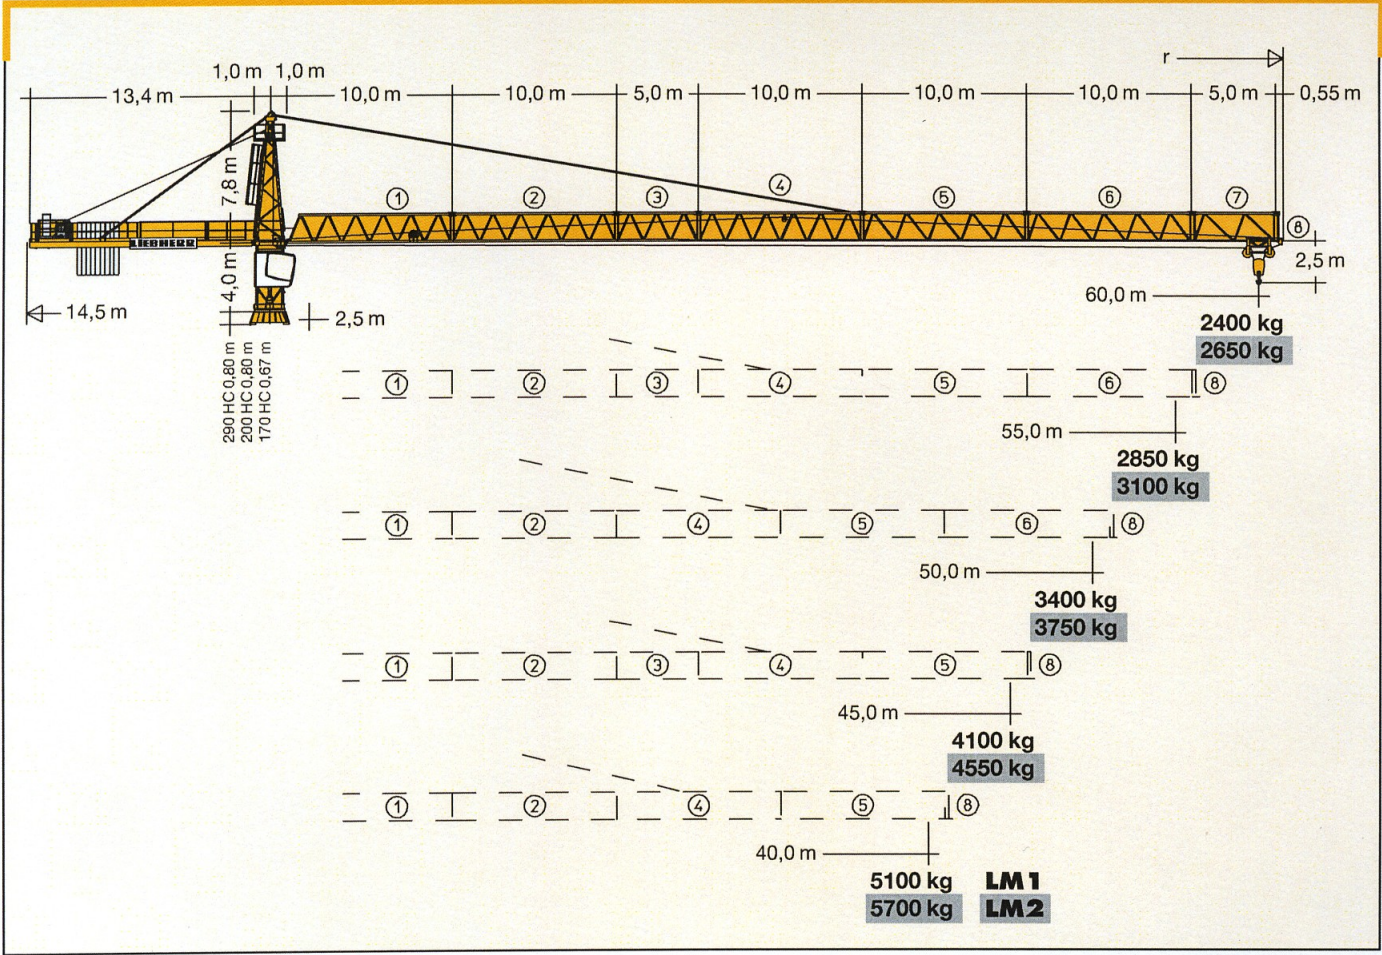 r
1,0 m 1,0 m
13,4 m 10,0 m 10,0 m 5,0 m 10,0 m 10,0 m 10,0 m 5,0 m 0,55 m
7,8 m
① ② ③ ④ ⑤ ⑥ ⑦
⑧
LIEBHERR
4,0 m
2,5 m
60,0 m
14,5 m
2,5 m
2400 kg
2650 kg
290 HC 0,80 m
200 HC 0,80 m
170 HC 0,67 m
① ② ③ ④ ⑤ ⑥ ⑧
55,0 m
2850 kg
3100 kg
① ② ④ ⑤ ⑥ ⑧
50,0 m
3400 kg
3750 kg
① ② ③ ④ ⑤ ⑧
45,0 m
4100 kg
4550 kg
① ② ④ ⑤ ⑧
40,0 m
5100 kg LM1
5700 kg LM2